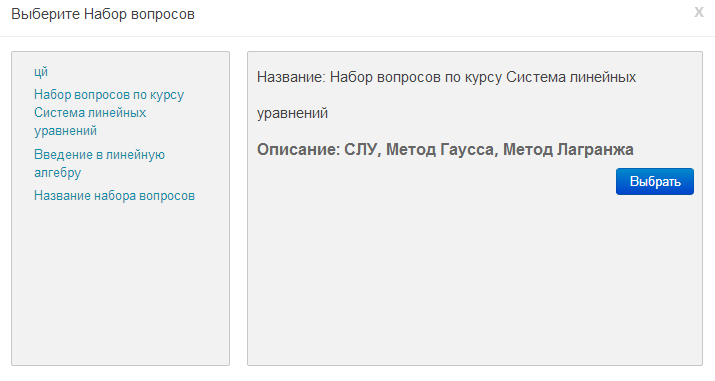 Выберите Набор вопросов
x
цй
Набор вопросов по курсу
Система линейных
уравнений
Введение в линейную
алгебру
Название набора вопросов
Название: Набор вопросов по курсу Система линейных
уравнений
Описание: СЛУ, Метод Гаусса, Метод Лагранжа
Выбрать